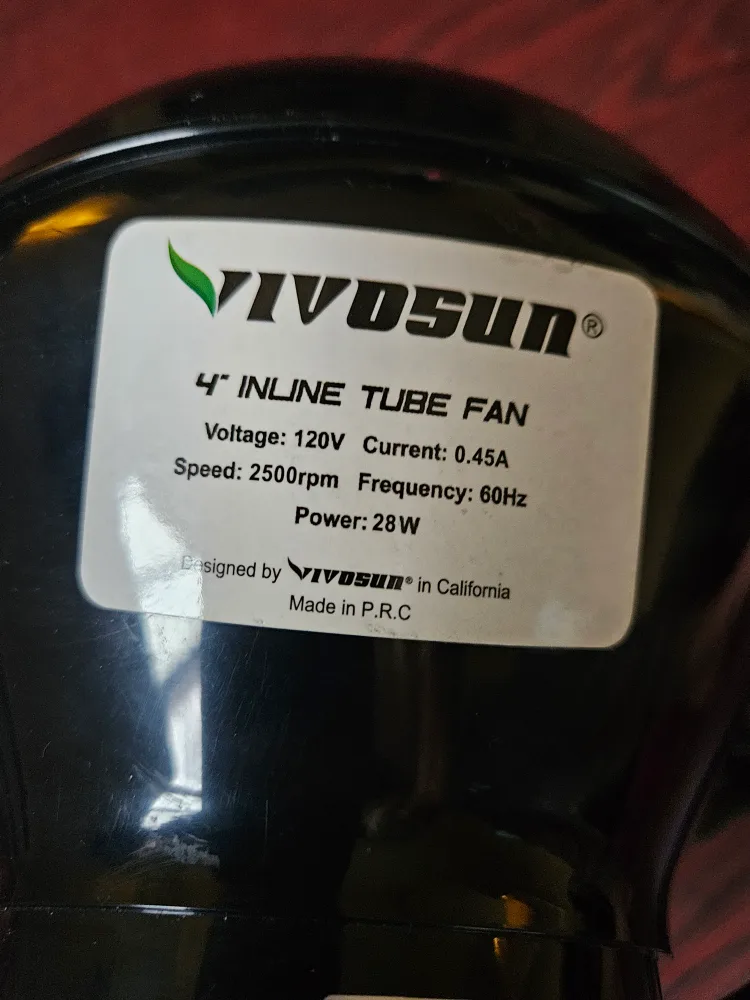 VIVOSUN®
4" INLINE TUBE FAN
Voltage: 120V Current: 0.45A
Speed: 2500rpm Frequency: 60Hz
Power: 28W
Designed by VIVOSUN® in California
Made in P.R.C